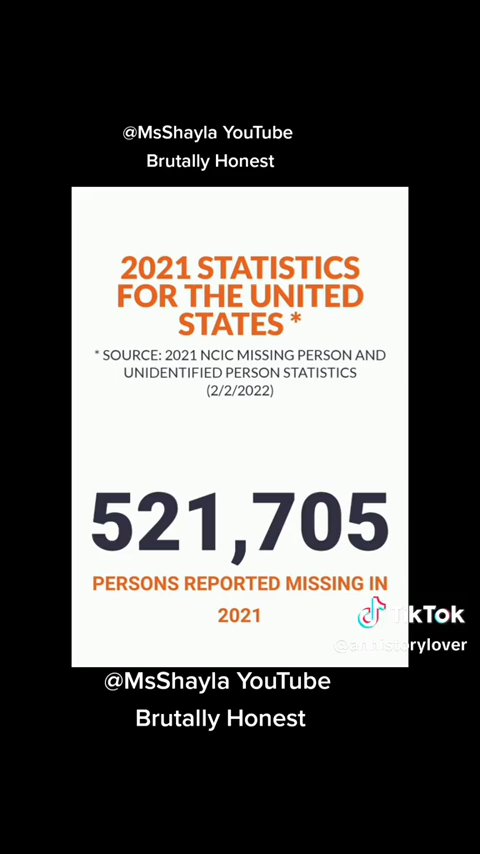 @MsShayla YouTube
Brutally Honest
2021 STATISTICS
FOR THE UNITED
STATES *
* SOURCE: 2021 NCIC MISSING PERSON AND
UNIDENTIFIED PERSON STATISTICS
(2/2/2022)
521,705
PERSONS REPORTED MISSING IN
2021
TikTok
@annistorylover
@MsShayla YouTube
Brutally Honest